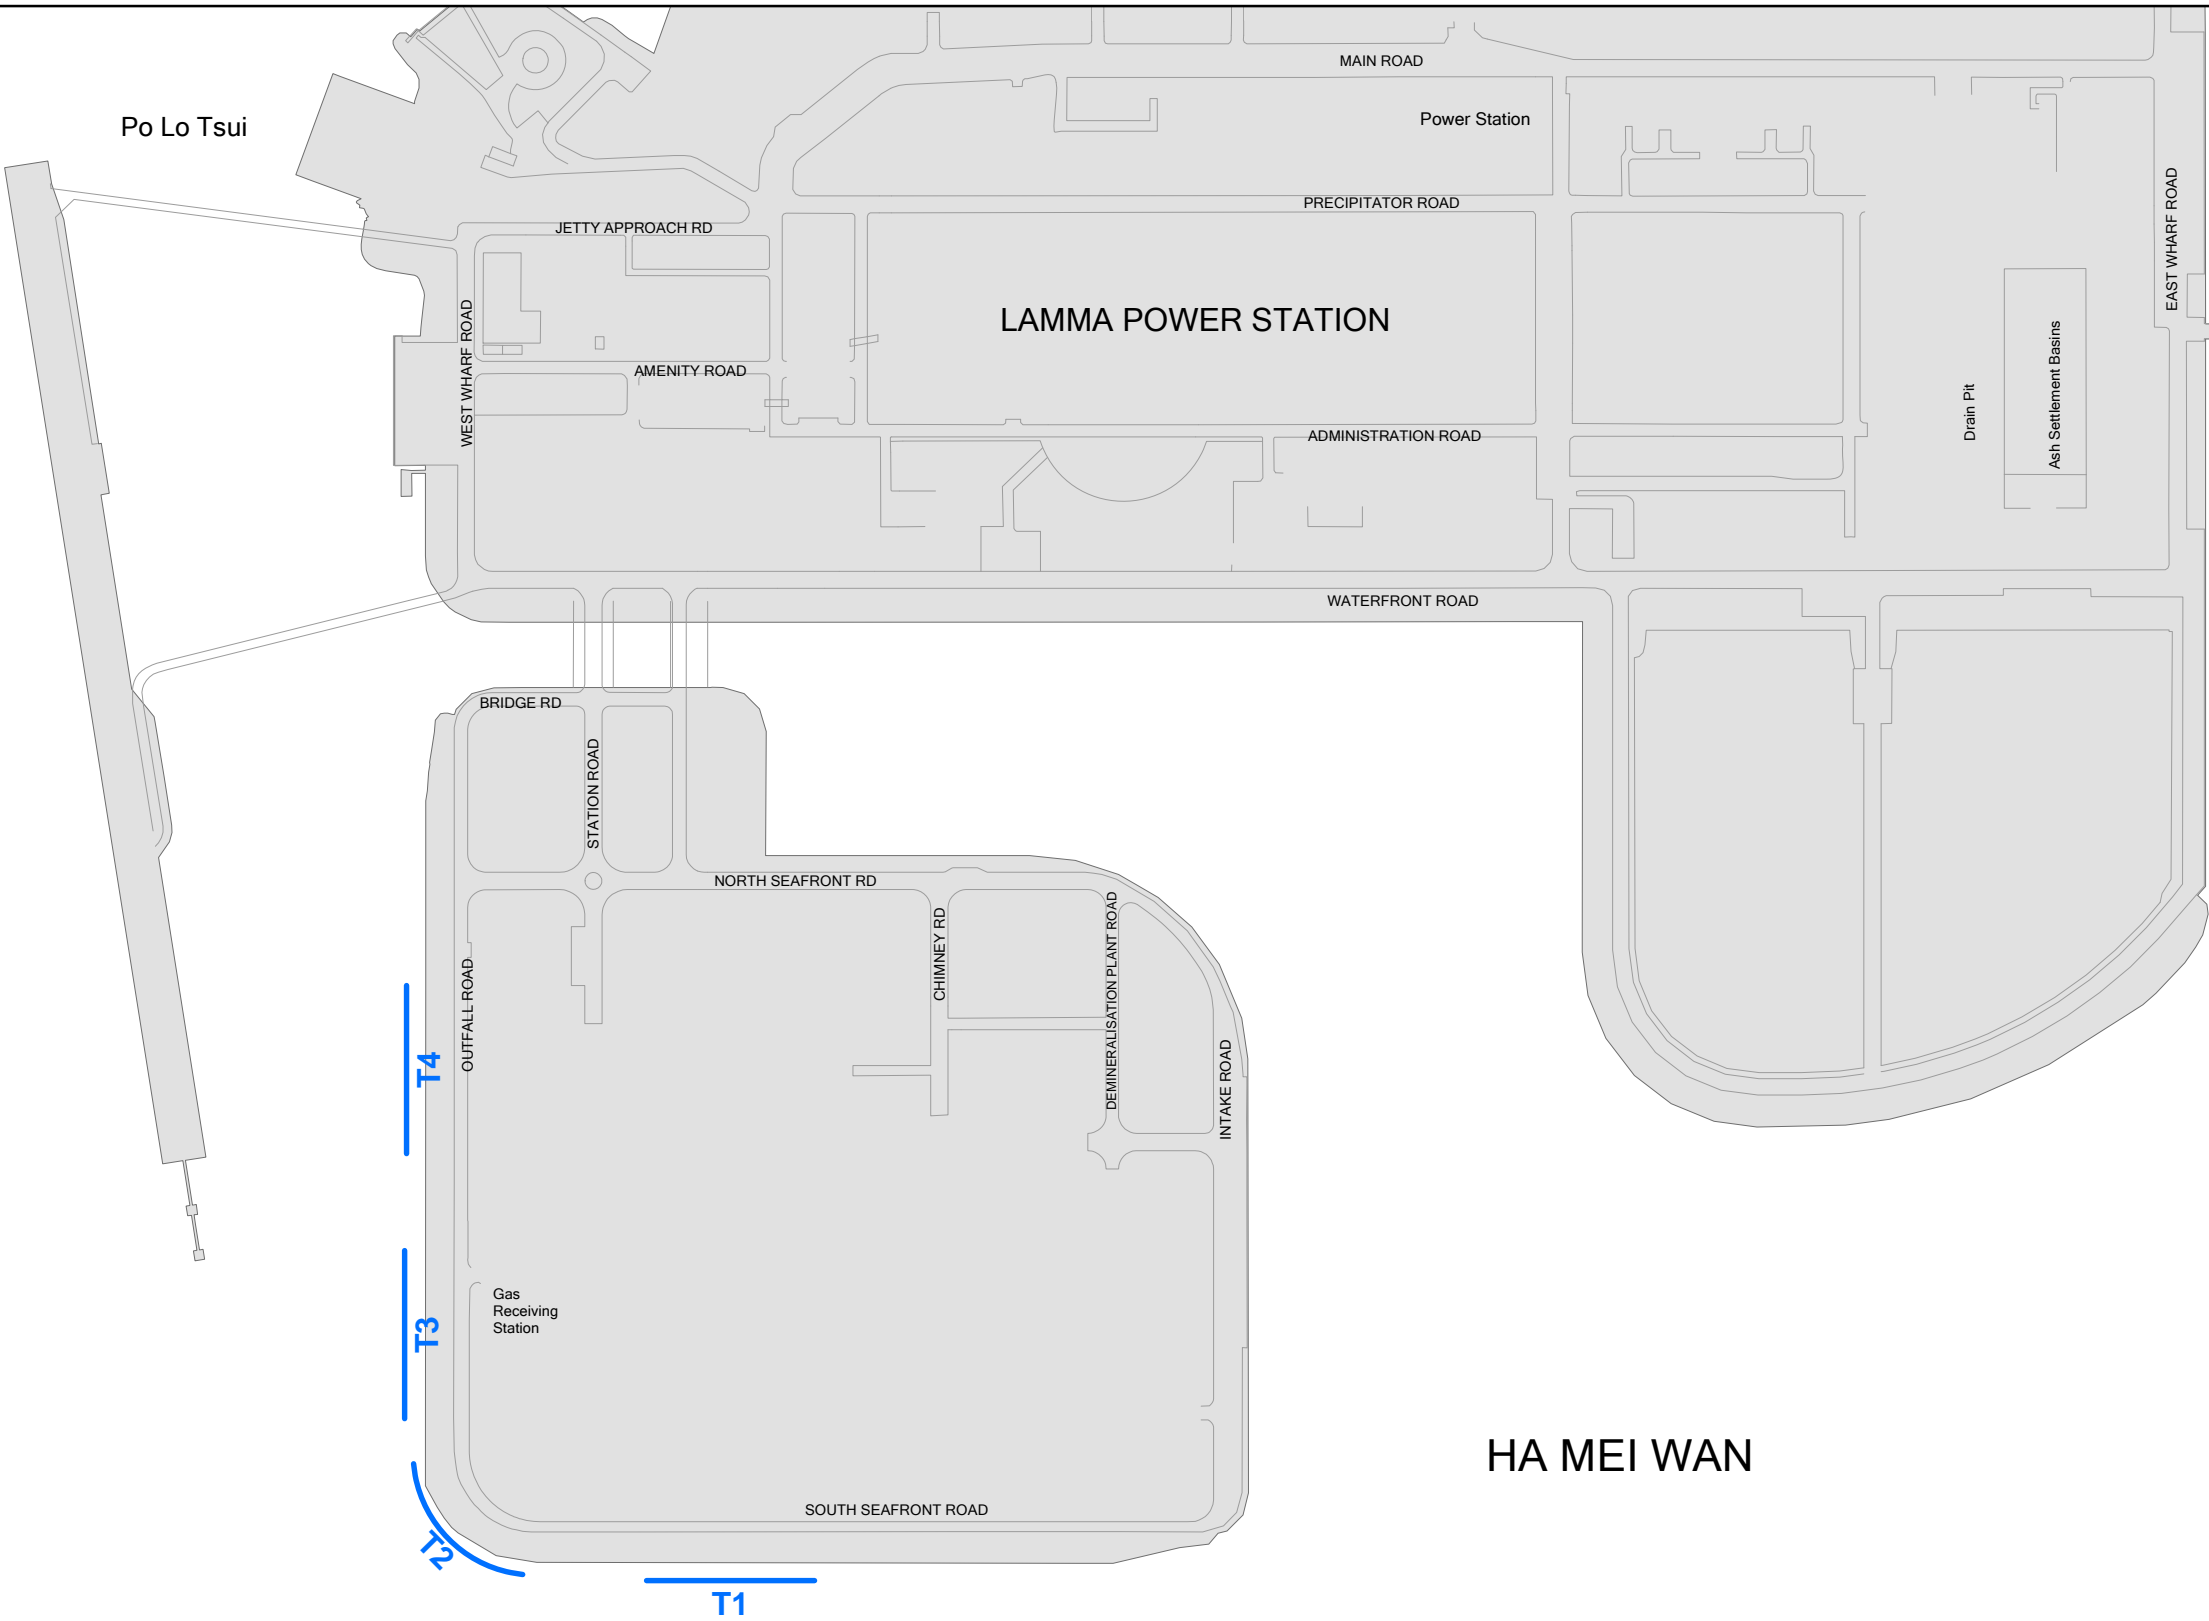 MAIN ROAD
Po Lo Tsui
Power Station
PRECIPITATOR ROAD
JETTY APPROACH RD
EAST WHARF ROAD
LAMMA POWER STATION
WEST WHARF ROAD
AMENITY ROAD
Drain Pit
Ash Settlement Basins
ADMINISTRATION ROAD
WATERFRONT ROAD
BRIDGE RD
STATION ROAD
NORTH SEAFRONT RD
CHIMNEY RD
DEMINERALISATION PLANT ROAD
OUTFALL ROAD
T4
INTAKE ROAD
Gas
Receiving
Station
T3
HA MEI WAN
SOUTH SEAFRONT ROAD
T2
T1